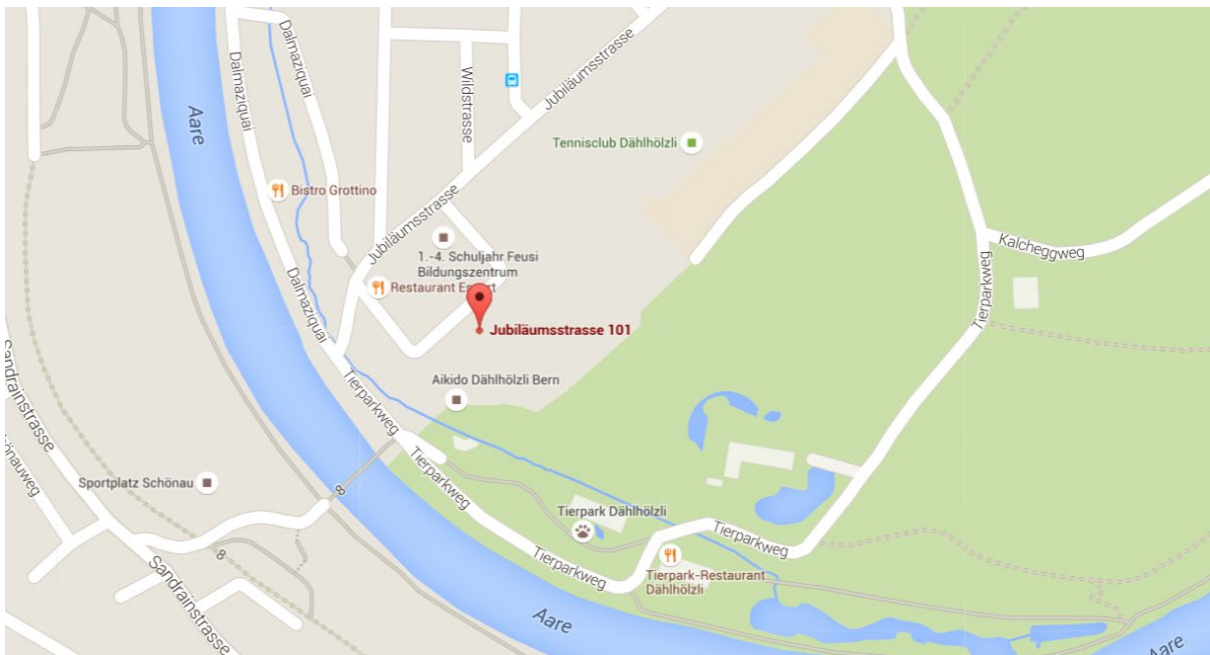 Dalmaziquai
Dalmaziquai
Jubiläumsstrasse
Wildstrasse
Aare
Tennisclub Dählhölzli
Bistro Grottino
Jubiläumsstrasse
1.-4. Schuljahr Feusi
Bildungszentrum
Kalcheggweg
Dalmaziquai
Restaurant
Tierparkweg
Jubiläumsstrasse 101
Sandrainstrasse
Aikido Dählhölzli Bern
Tierparkweg
Tierparkweg
Sportplatz Schönau
8
Tierpark Dählhölzli
Tierparkweg
8
Tierparkweg
Tierpark-Restaurant
Dählhölzli
Sandrainstrasse
Aare
Aare